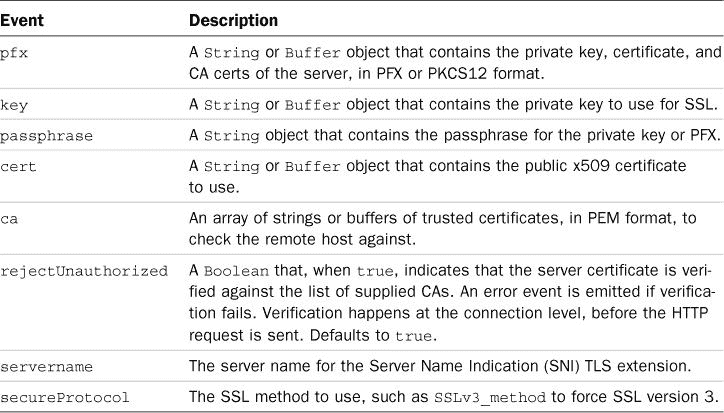 Event Description
pfx A String or Buffer object that contains the private key, certificate, and
CA certs of the server, in PFX or PKCS12 format.
key A String or Buffer object that contains the private key to use for SSL.
passphrase A String object that contains the passphrase for the private key or PFX.
cert A String or Buffer object that contains the public x509 certificate
to use.
ca An array of strings or buffers of trusted certificates, in PEM format, to
check the remote host against.
rejectUnauthorized A Boolean that, when true, indicates that the server certificate is veri-
fied against the list of supplied CAs. An error event is emitted if verifica-
tion fails. Verification happens at the connection level, before the HTTP
request is sent. Defaults to true.
servername The server name for the Server Name Indication (SNI) TLS extension.
secureProtocol The SSL method to use, such as SSLv3_method to force SSL version 3.